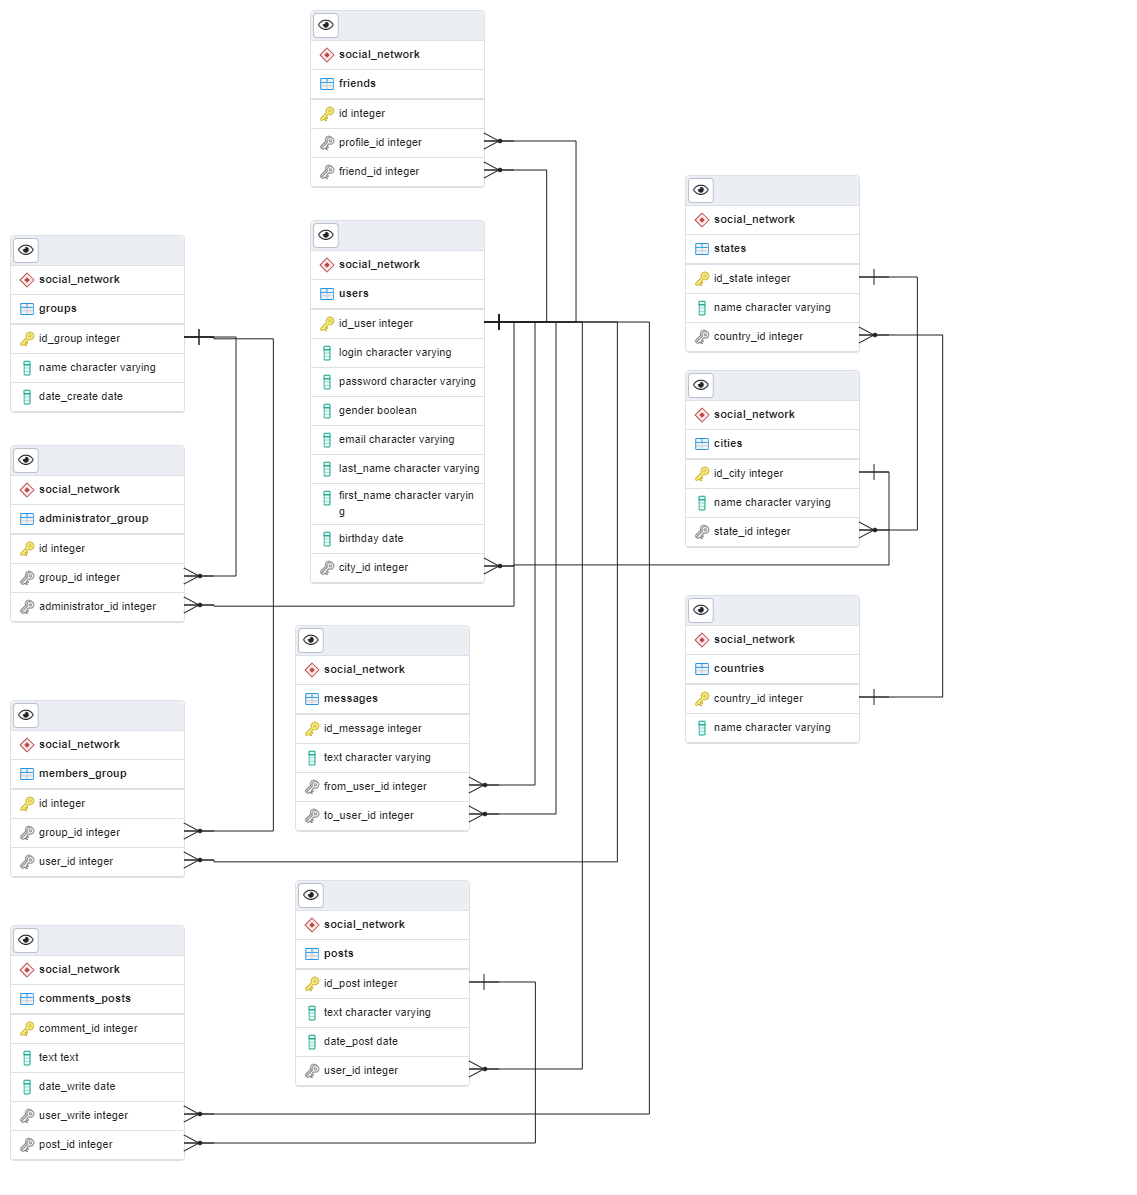 social_network
friends
id integer
profile_id integer
friend_id integer
social_network
groups
id_group integer
name character varying
date_create date
social_network
users
id_user integer
login character varying
password character varying
gender boolean
email character varying
last_name character varying
first_name character varyin
g
birthday date
city_id integer
social_network
states
id_state integer
name character varying
country_id integer
social_network
cities
id_city integer
name character varying
state_id integer
social_network
administrator_group
id integer
group_id integer
administrator_id integer
social_network
messages
id_message integer
text character varying
from_user_id integer
to_user_id integer
social_network
countries
country_id integer
name character varying
social_network
members_group
id integer
group_id integer
user_id integer
social_network
posts
id_post integer
text character varying
date_post date
user_id integer
social_network
comments_posts
comment_id integer
text text
date_write date
user_write integer
post_id integer